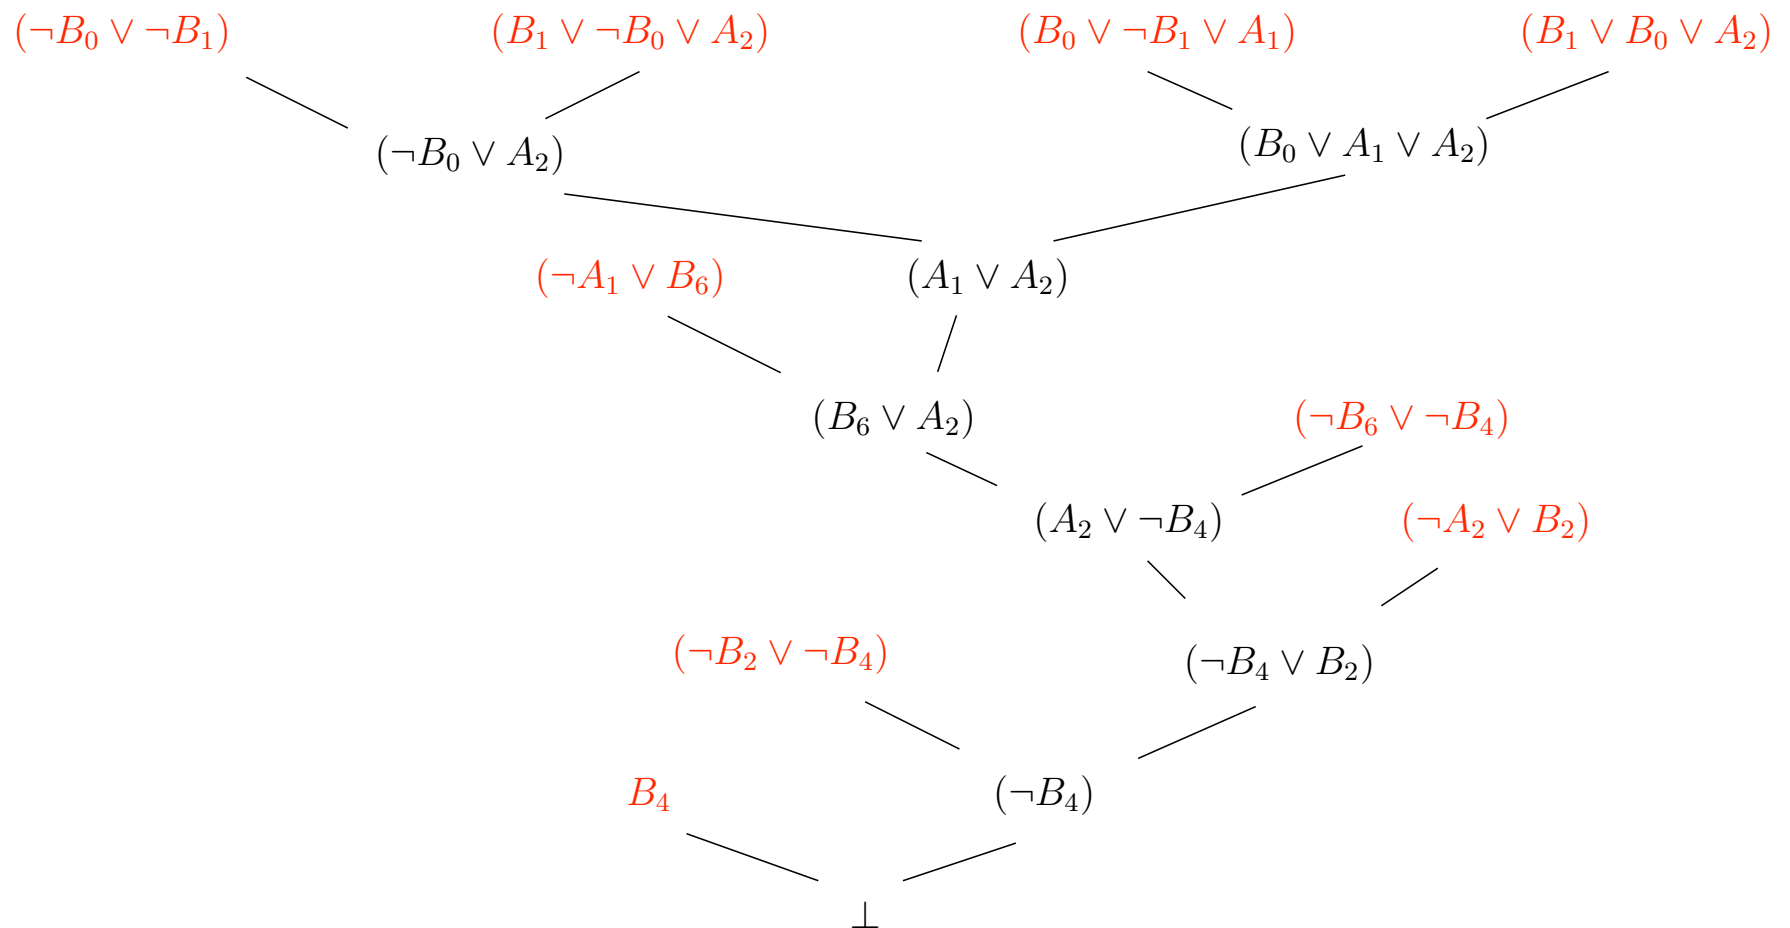 (¬B₀ ∨ ¬B₁) (B₁ ∨ ¬B₀ ∨ A₂) (B₀ ∨ ¬B₁ ∨ A₁) (B₁ ∨ B₀ ∨ A₂)
(¬B₀ ∨ A₂) (B₀ ∨ A₁ ∨ A₂)
(¬A₁ ∨ B₆) (A₁ ∨ A₂)
(B₆ ∨ A₂) (¬B₆ ∨ ¬B₄)
(A₂ ∨ ¬B₄) (¬A₂ ∨ B₂)
(¬B₂ ∨ ¬B₄) (¬B₄ ∨ B₂)
B₄ (¬B₄)
⊥